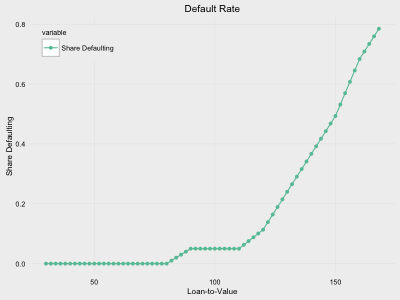 Default Rate
variable
Share Defaulting
0.8
0.6
0.4
0.2
0.0
Share Defaulting
50
100
150
Loan-to-Value